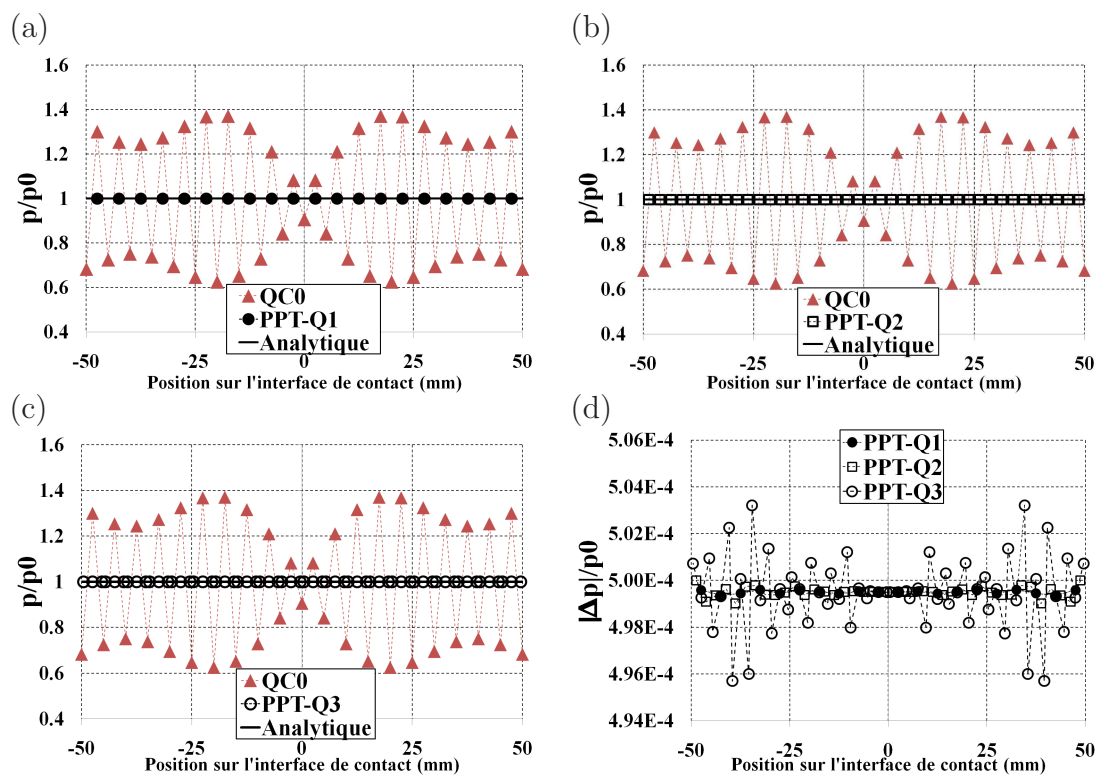 (a)
1.6
1.4
1.2
1
0.8
0.6
0.4
p/p0
QC0
PPT-Q1
Analytique
-50
-25
0
25
50
Position sur l'interface de contact (mm)
(b)
1.6
1.4
1.2
1
0.8
0.6
0.4
p/p0
QC0
PPT-Q2
Analytique
-50
-25
0
25
50
Position sur l'interface de contact (mm)
(c)
1.6
1.4
1.2
1
0.8
0.6
0.4
p/p0
QC0
PPT-Q3
Analytique
-50
-25
0
25
50
Position sur l'interface de contact (mm)
(d)
5.06E-4
5.04E-4
5.02E-4
5.00E-4
4.98E-4
4.96E-4
4.94E-4
|Δp|/p0
PPT-Q1
PPT-Q2
PPT-Q3
-50
-25
0
25
50
Position sur l'interface de contact (mm)